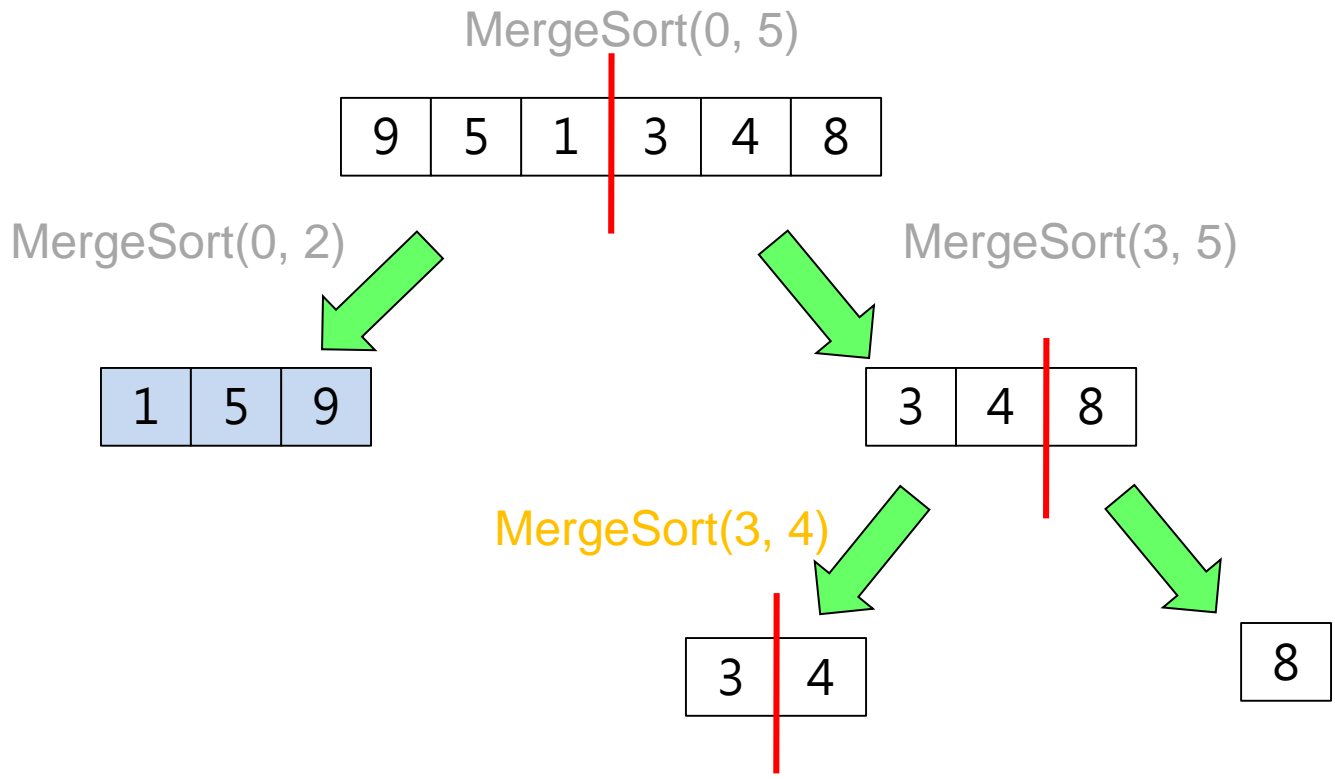 MergeSort(0, 5)
9 5 1 3 4 8
MergeSort(0, 2)
MergeSort(3, 5)
1 5 9
3 4 8
MergeSort(3, 4)
3 4
8